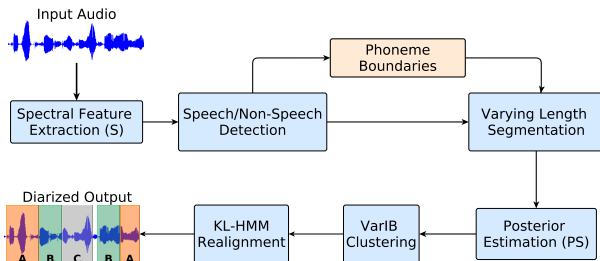 Input Audio
Phoneme
Boundaries
Spectral Feature
Extraction (S)
Speech/Non-Speech
Detection
Varying Length
Segmentation
Diarized Output
KL-HMM
Realignment
VarIB
Clustering
Posterior
Estimation (PS)
A B C B A